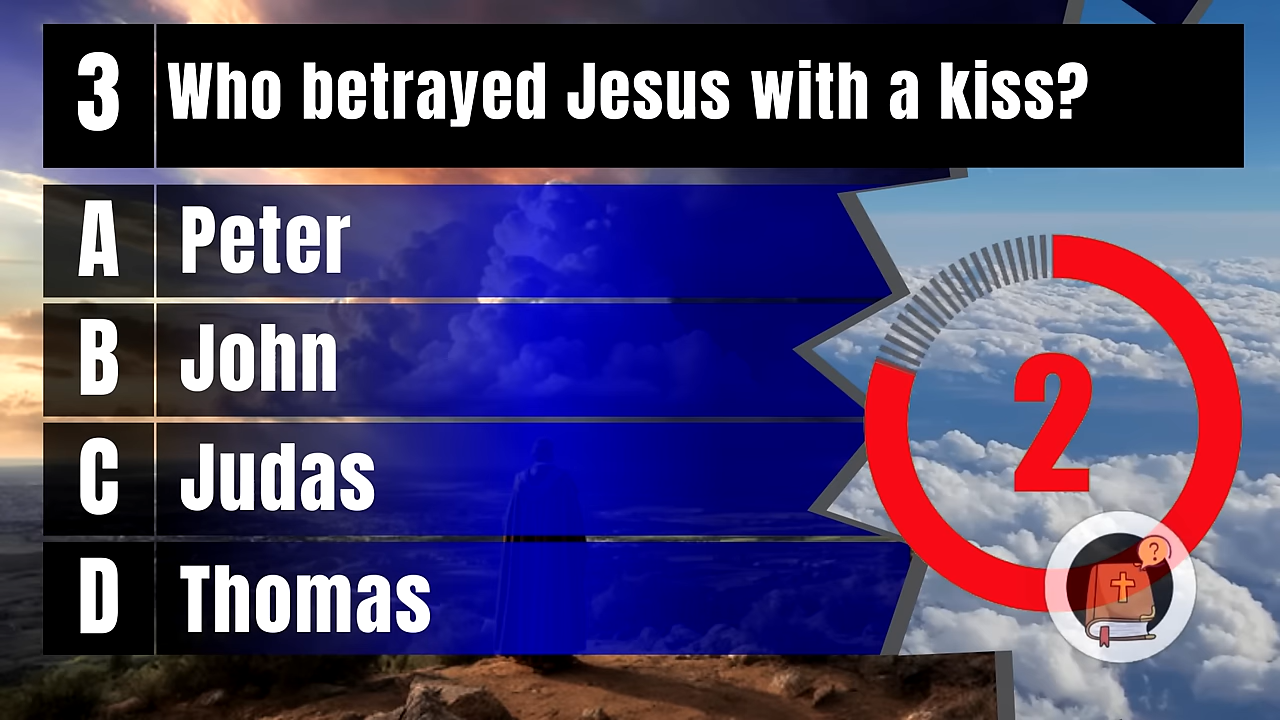 3 Who betrayed Jesus with a kiss?
A Peter
B John
C Judas
D Thomas
2
?